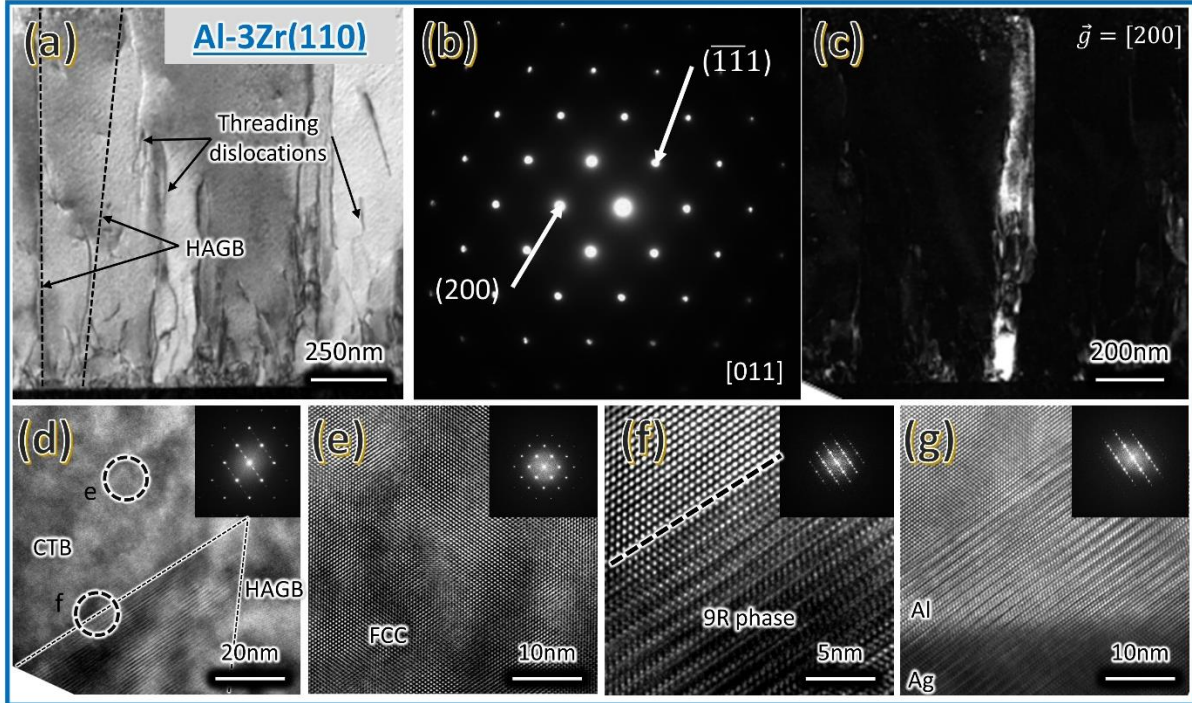 (a)
Al-3Zr(110)
Threading
dislocations
HAGB
250nm
(b)
(1̅1̅1)
(200)
[011]
(c)
g⃗ = [200]
200nm
(d)
e
CTB
f
HAGB
20nm
(e)
FCC
10nm
(f)
9R phase
5nm
(g)
Al
Ag
10nm